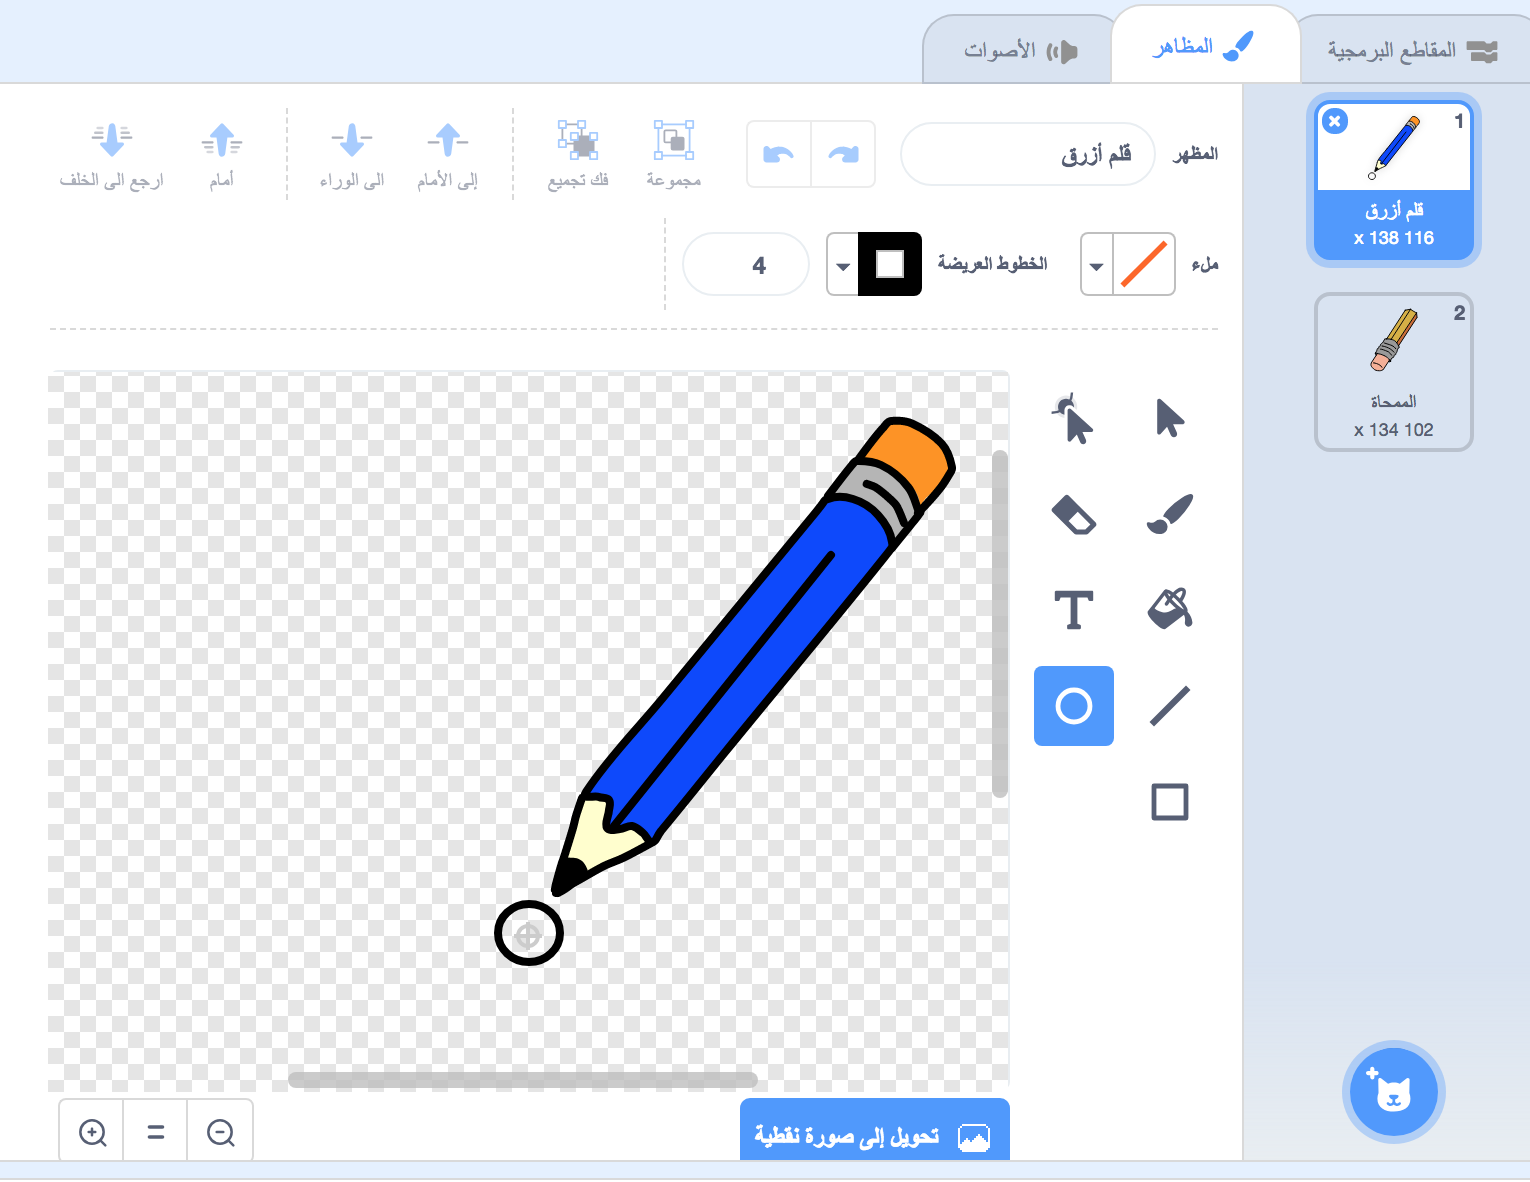 المقاطع البرمجية
المظاهر
الأصوات
1
قلم أزرق
116 x 138
2
الممحاة
102 x 134
المظهر
قلم أزرق
مجموعة
فك تجميع
إلى الأمام
الى الوراء
أمام
ارجع الى الخلف
ملء
الخطوط العريضة
4
تحويل إلى صورة نقطية